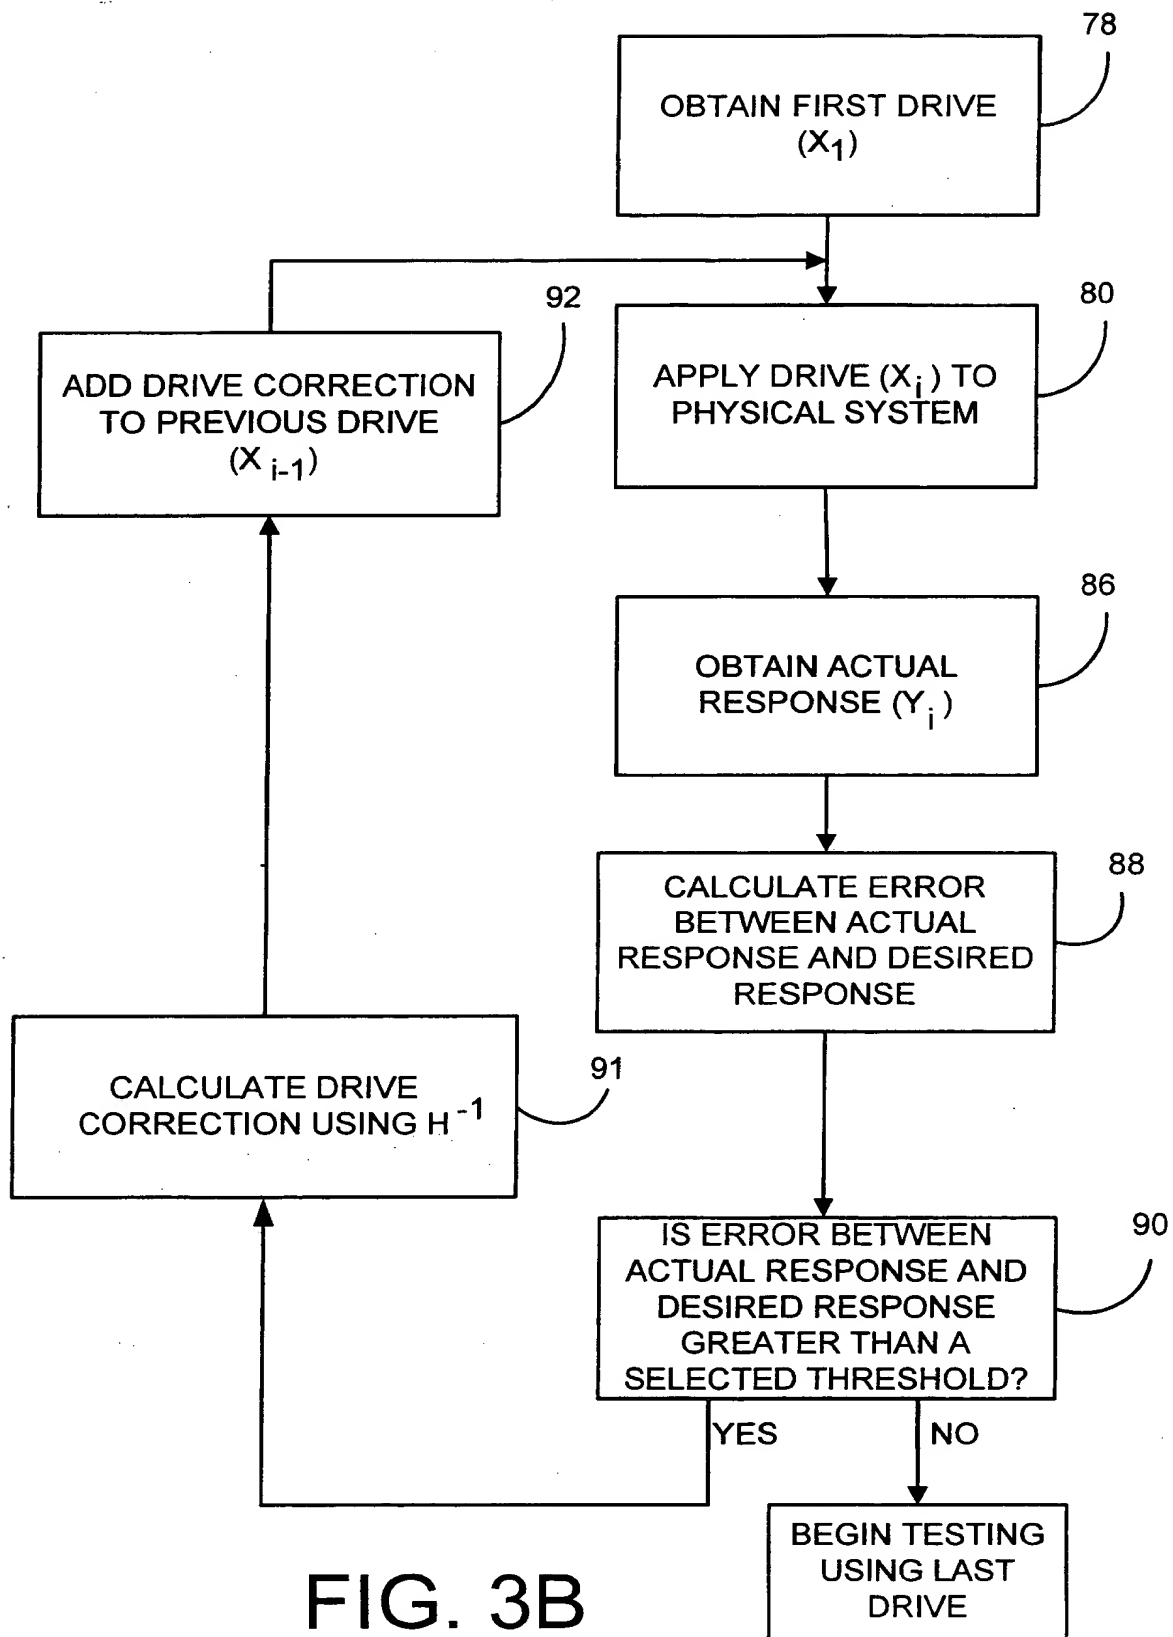 78
OBTAIN FIRST DRIVE
(X1)
92
80
ADD DRIVE CORRECTION
TO PREVIOUS DRIVE
(X i-1)
APPLY DRIVE (Xi) TO
PHYSICAL SYSTEM
86
OBTAIN ACTUAL
RESPONSE (Yi)
88
CALCULATE ERROR
BETWEEN ACTUAL
RESPONSE AND DESIRED
RESPONSE
91
CALCULATE DRIVE
CORRECTION USING H-1
90
IS ERROR BETWEEN
ACTUAL RESPONSE AND
DESIRED RESPONSE
GREATER THAN A
SELECTED THRESHOLD?
YES
NO
BEGIN TESTING
USING LAST
DRIVE
FIG. 3B